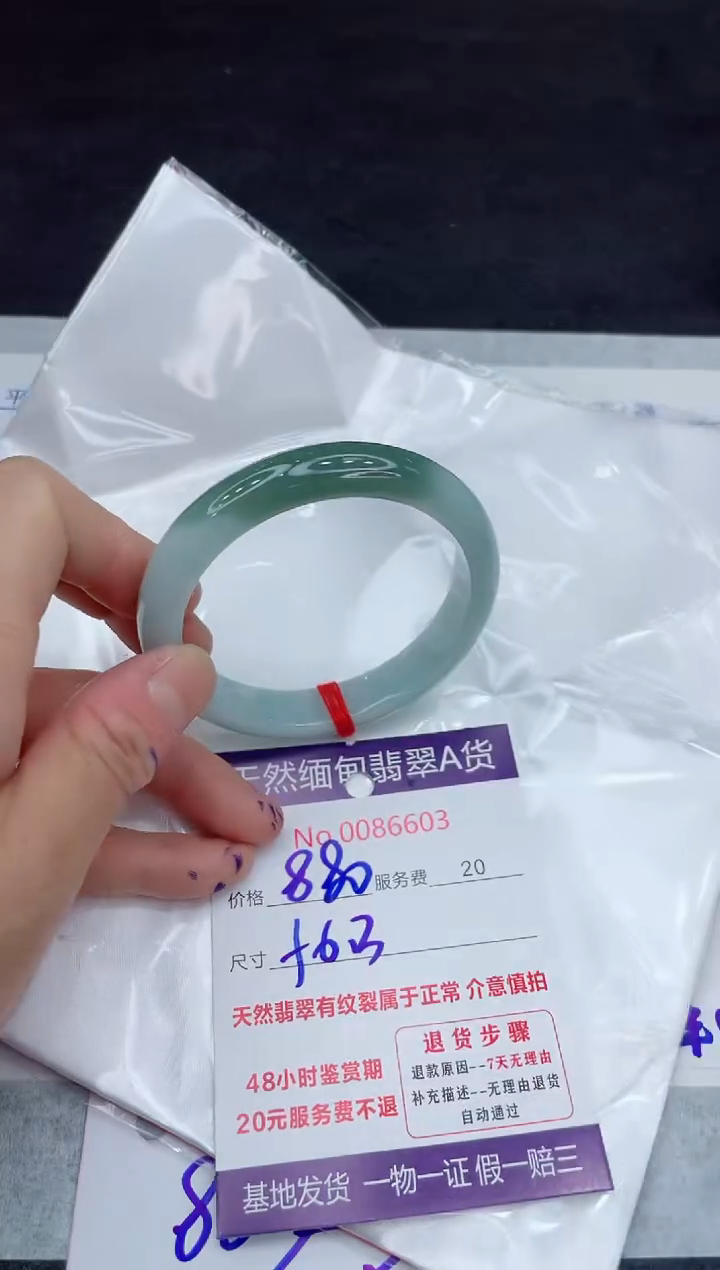 天然缅甸翡翠A货
No.0086603
价格 880 服务费 20
尺寸
天然翡翠有纹裂属于正常 介意慎拍
48小时鉴赏期
20元服务费不退
退货步骤
退款原因--7天无理由
补充描述--无理由退货
自动通过
基地发货 一物一证 假一赔三